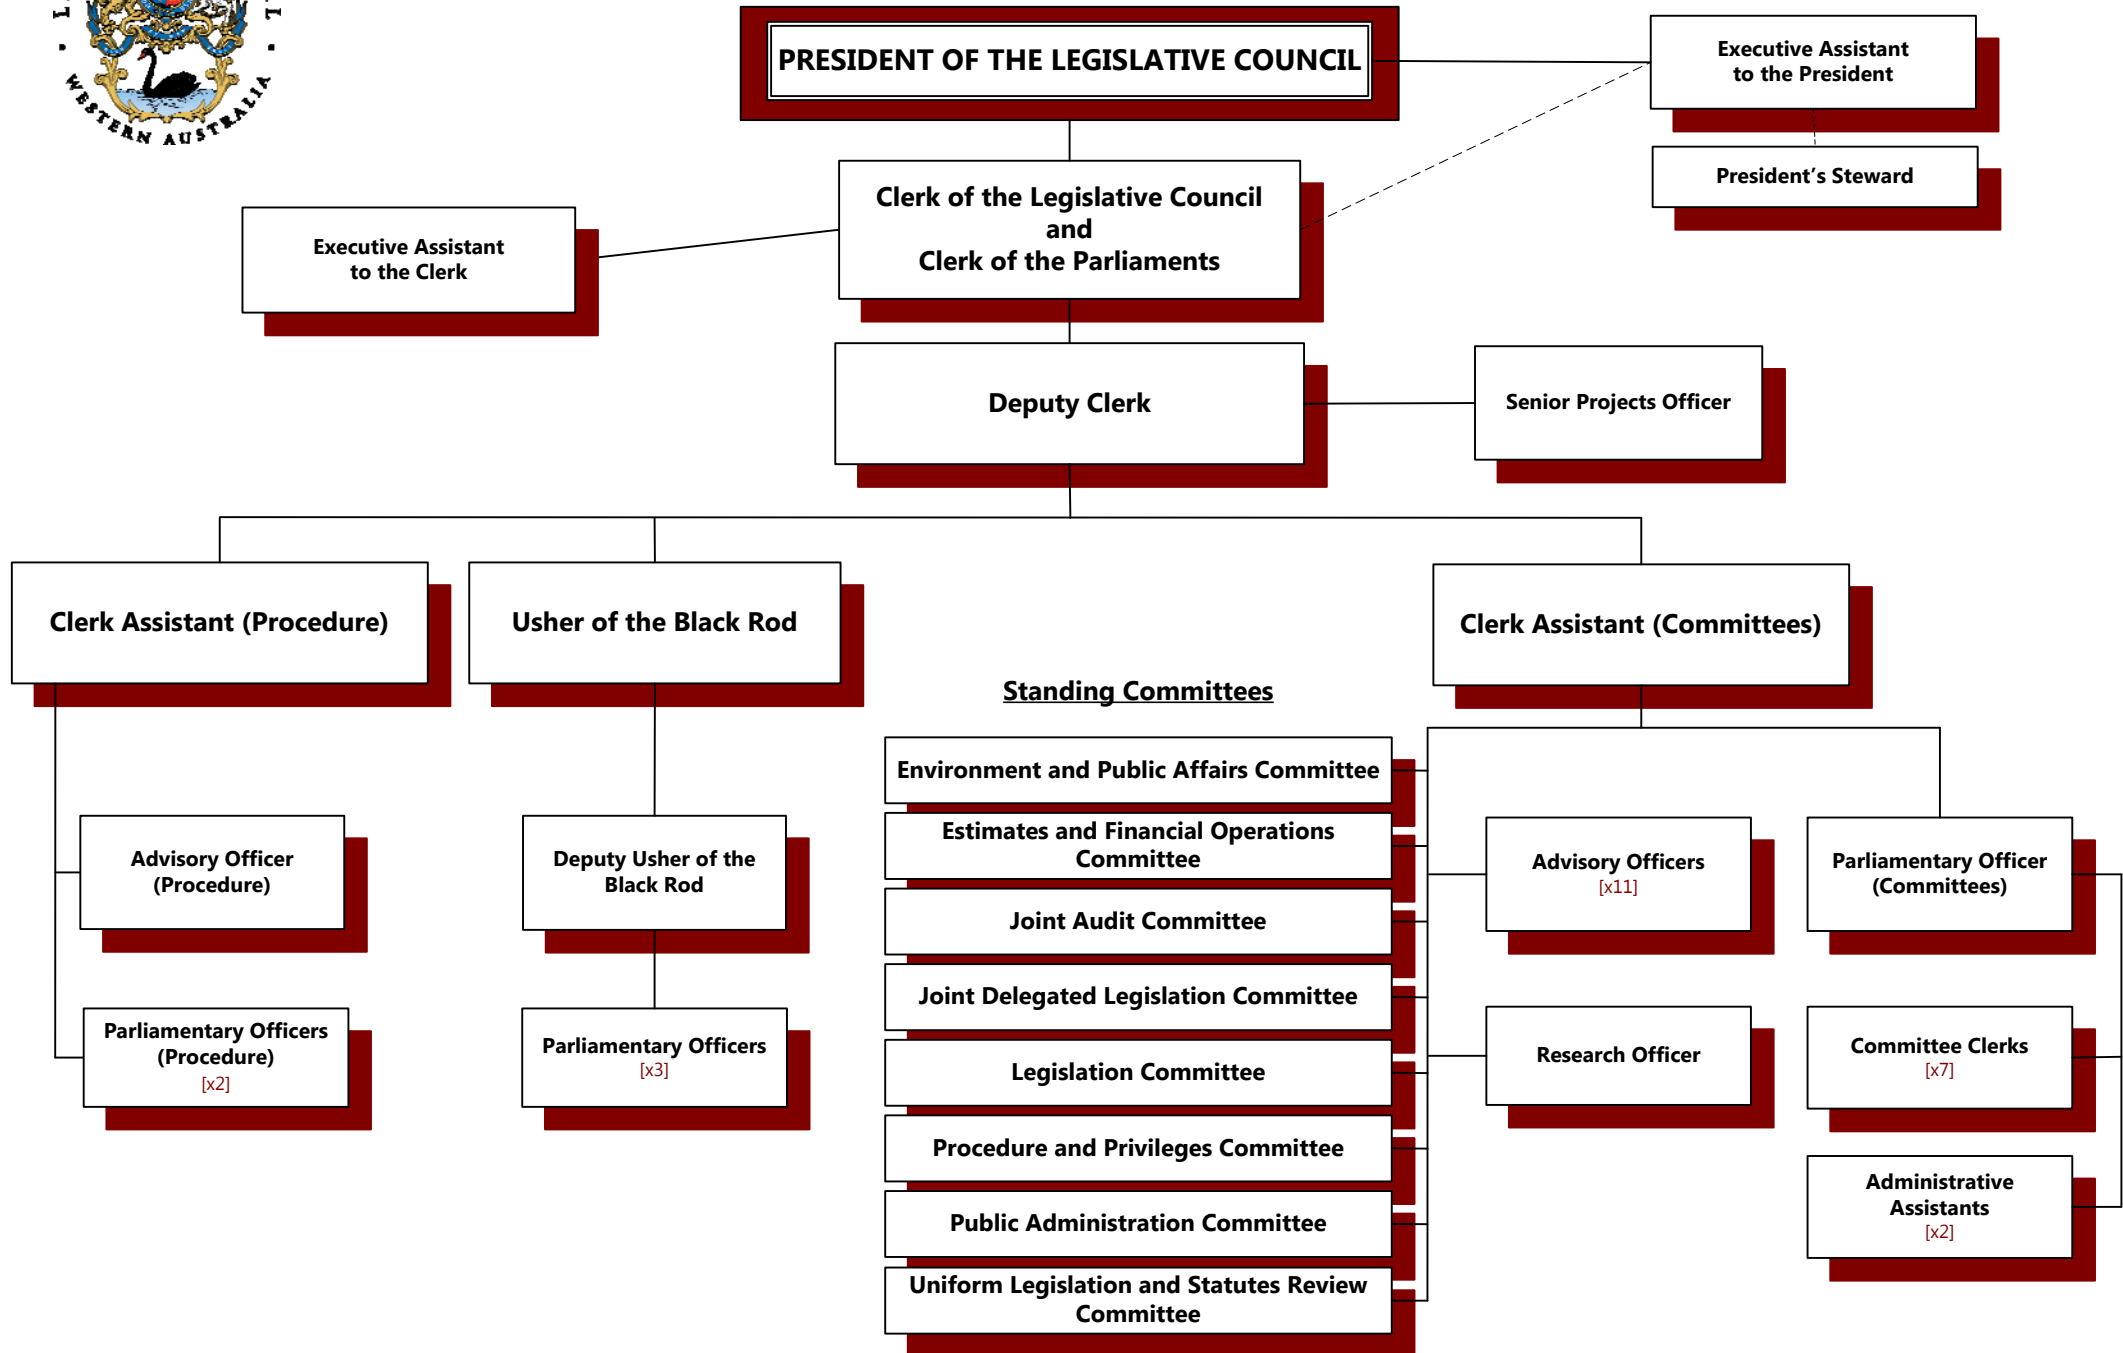 WESTERN AUSTRALIA
PRESIDENT OF THE LEGISLATIVE COUNCIL
Executive Assistant
to the President
President's Steward
Clerk of the Legislative Council
and
Clerk of the Parliaments
Executive Assistant
to the Clerk
Deputy Clerk
Senior Projects Officer
Clerk Assistant (Procedure)
Usher of the Black Rod
Clerk Assistant (Committees)
Advisory Officer
(Procedure)
Parliamentary Officers
(Procedure)
[x2]
Deputy Usher of the
Black Rod
Parliamentary Officers
[x3]
Standing Committees
Environment and Public Affairs Committee
Estimates and Financial Operations
Committee
Joint Audit Committee
Joint Delegated Legislation Committee
Legislation Committee
Procedure and Privileges Committee
Public Administration Committee
Uniform Legislation and Statutes Review
Committee
Advisory Officers
[x11]
Research Officer
Parliamentary Officer
(Committees)
Committee Clerks
[x7]
Administrative
Assistants
[x2]